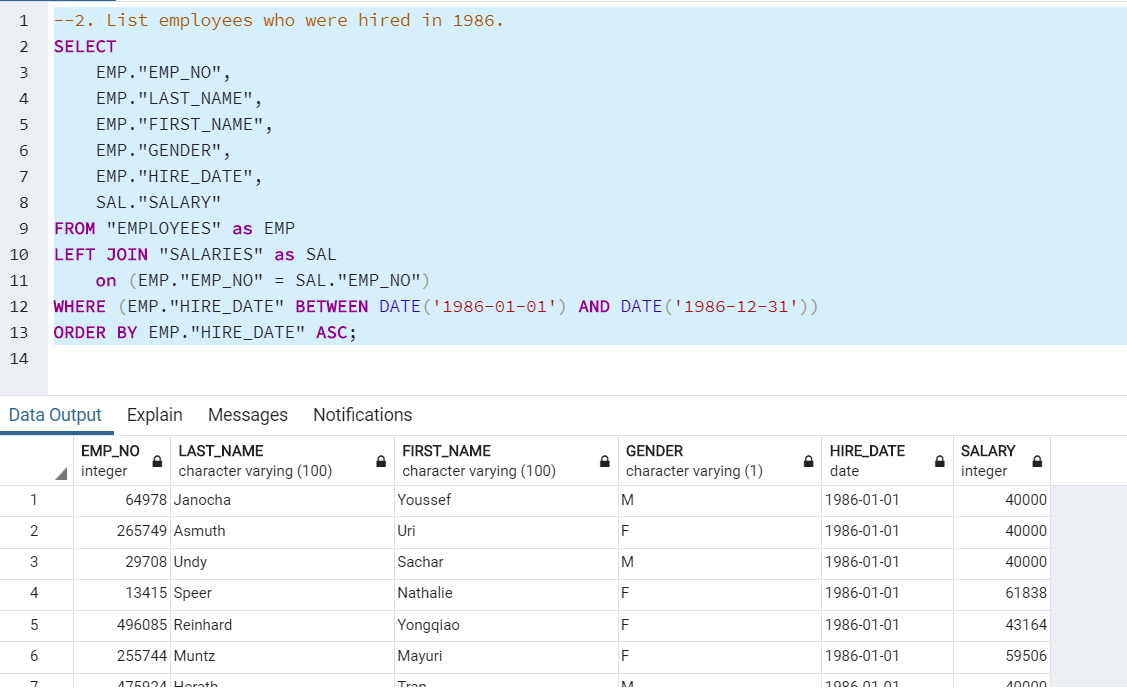 1 --2. List employees who were hired in 1986.
2 SELECT
3 EMP."EMP_NO",
4 EMP."LAST_NAME",
5 EMP."FIRST_NAME",
6 EMP."GENDER",
7 EMP."HIRE_DATE",
8 SAL."SALARY"
9 FROM "EMPLOYEES" as EMP
10 LEFT JOIN "SALARIES" as SAL
11 on (EMP."EMP_NO" = SAL."EMP_NO")
12 WHERE (EMP."HIRE_DATE" BETWEEN DATE('1986-01-01') AND DATE('1986-12-31'))
13 ORDER BY EMP."HIRE_DATE" ASC;
14
Data Output Explain Messages Notifications
EMP_NO LAST_NAME FIRST_NAME GENDER HIRE_DATE SALARY
integer character varying (100) character varying (100) character varying (1) date integer
1 64978 Janocha Youssef M 1986-01-01 40000
2 265749 Asmuth Uri F 1986-01-01 40000
3 29708 Undy Sachar M 1986-01-01 40000
4 13415 Speer Nathalie F 1986-01-01 61838
5 496085 Reinhard Yongqiao F 1986-01-01 43164
6 255744 Muntz Mayuri F 1986-01-01 59506
7 475924 Herath Tran M 1986-01-01 40000